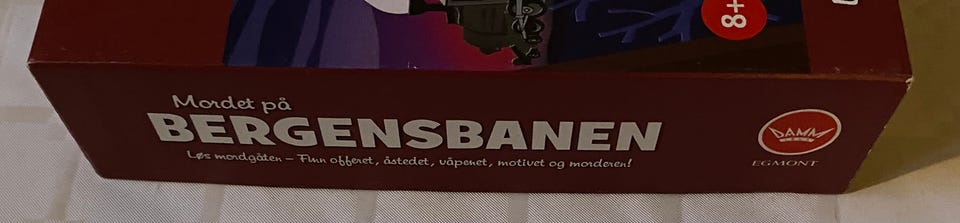 8+
Mordet på
BERGENSBANEN
Løs mordgåten – Finn offeret, åstedet, våpenet, motivet og morderen!
DAMM
EGMONT